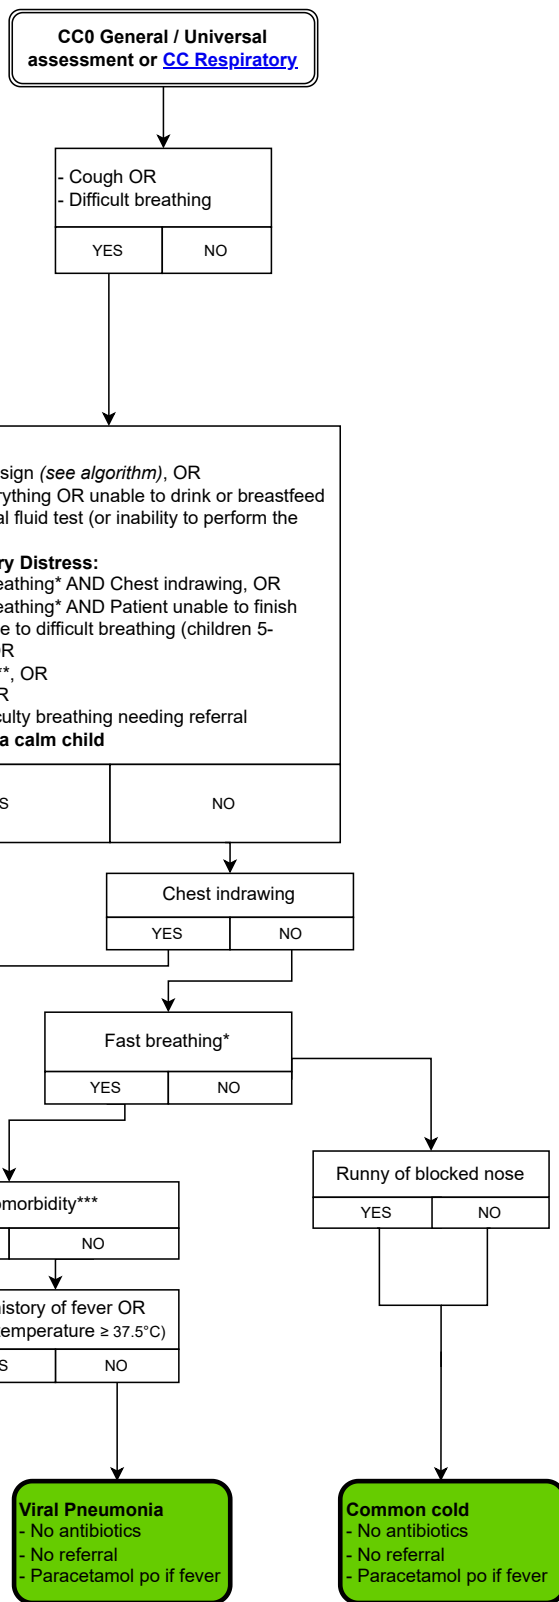 CC0 General / Universal
assessment or CC Respiratory
- Cough OR
- Difficult breathing
YES NO
sign (see algorithm), OR
rything OR unable to drink or breastfeed
al fluid test (or inability to perform the
ry Distress:
eathing* AND Chest indrawing, OR
eathing* AND Patient unable to finish
e to difficult breathing (children 5-
OR
**, OR
R
culty breathing needing referral
a calm child
S NO
Chest indrawing
YES NO
Fast breathing*
YES NO
Runny of blocked nose
YES NO
omorbidity***
NO
history of fever OR
temperature ≥ 37.5°C)
S NO
Viral Pneumonia
- No antibiotics
- No referral
- Paracetamol po if fever
Common cold
- No antibiotics
- No referral
- Paracetamol po if fever